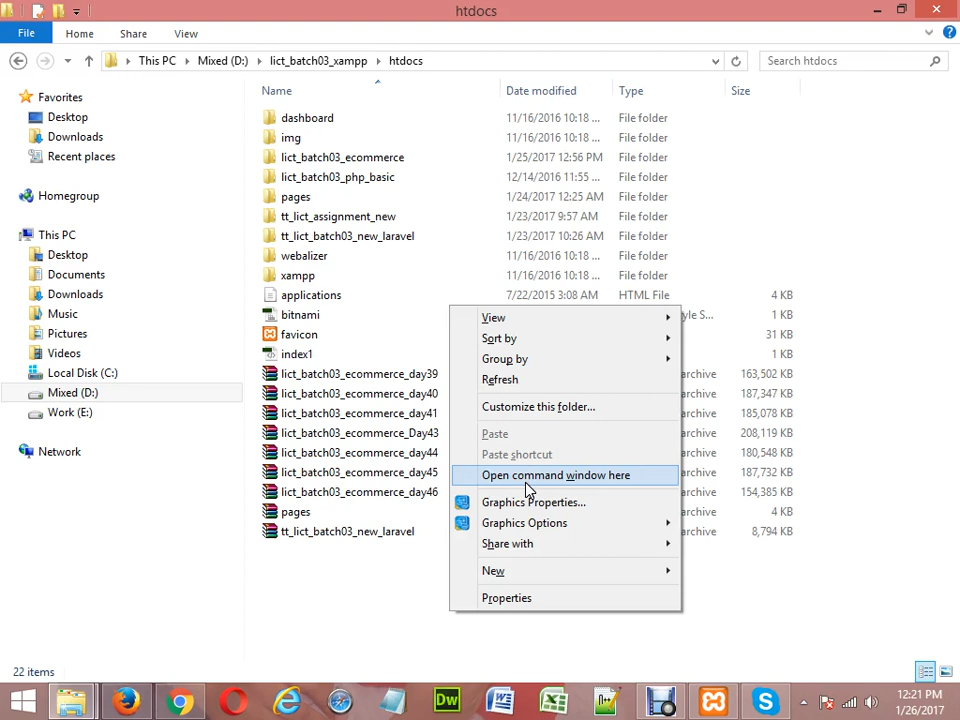 htdocs
File Home Share View
This PC Mixed (D:) lict_batch03_xampp htdocs
Search htdocs
Favorites
Desktop
Downloads
Recent places
Homegroup
This PC
Desktop
Documents
Downloads
Music
Pictures
Videos
Local Disk (C:)
Mixed (D:)
Work (E:)
Network
Name Date modified Type Size
dashboard 11/16/2016 10:18 ... File folder
img 11/16/2016 10:18 ... File folder
lict_batch03_ecommerce 1/25/2017 12:56 PM File folder
lict_batch03_php_basic 12/14/2016 11:55 ... File folder
pages 1/24/2017 12:25 AM File folder
tt_lict_assignment_new 1/23/2017 9:57 AM File folder
tt_lict_batch03_new_laravel 1/23/2017 10:26 AM File folder
webalizer 11/16/2016 10:18 ... File folder
xampp 11/16/2016 10:18 ... File folder
applications 7/22/2015 3:08 AM HTML File 4 KB
bitnami yle S... 1 KB
favicon 31 KB
index1 1 KB
lict_batch03_ecommerce_day39 archive 163,502 KB
lict_batch03_ecommerce_day40 archive 187,347 KB
lict_batch03_ecommerce_day41 archive 185,078 KB
lict_batch03_ecommerce_Day43 archive 208,119 KB
lict_batch03_ecommerce_day44 archive 180,548 KB
lict_batch03_ecommerce_day45 archive 187,732 KB
lict_batch03_ecommerce_day46 archive 154,385 KB
pages archive 4 KB
tt_lict_batch03_new_laravel archive 8,794 KB
View
Sort by
Group by
Refresh
Customize this folder...
Paste
Paste shortcut
Open command window here
Graphics Properties...
Graphics Options
Share with
New
Properties
22 items
Dw
12:21 PM
1/26/2017